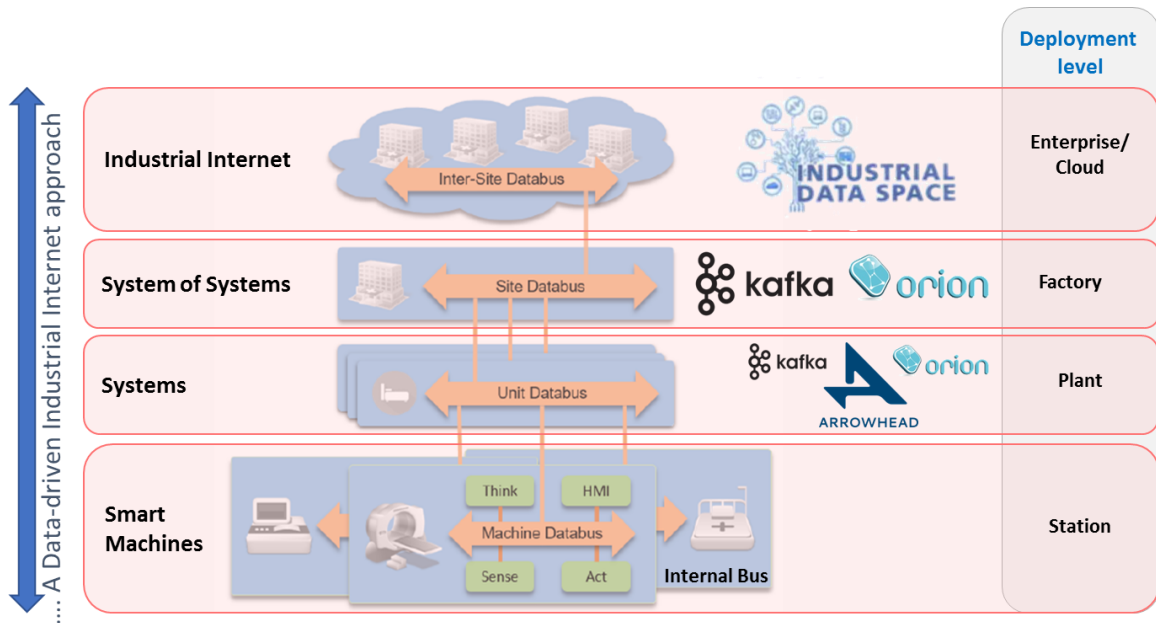 Deployment
level
.... A Data-driven Industrial Internet approach
Industrial Internet
Inter-Site Databus
INDUSTRIAL
DATA SPACE
Enterprise/
Cloud
System of Systems
Site Databus
kafka
orion
Factory
Systems
Unit Databus
kafka
orion
ARROWHEAD
Plant
Smart
Machines
Think
HMI
Machine Databus
Sense
Act
Internal Bus
Station